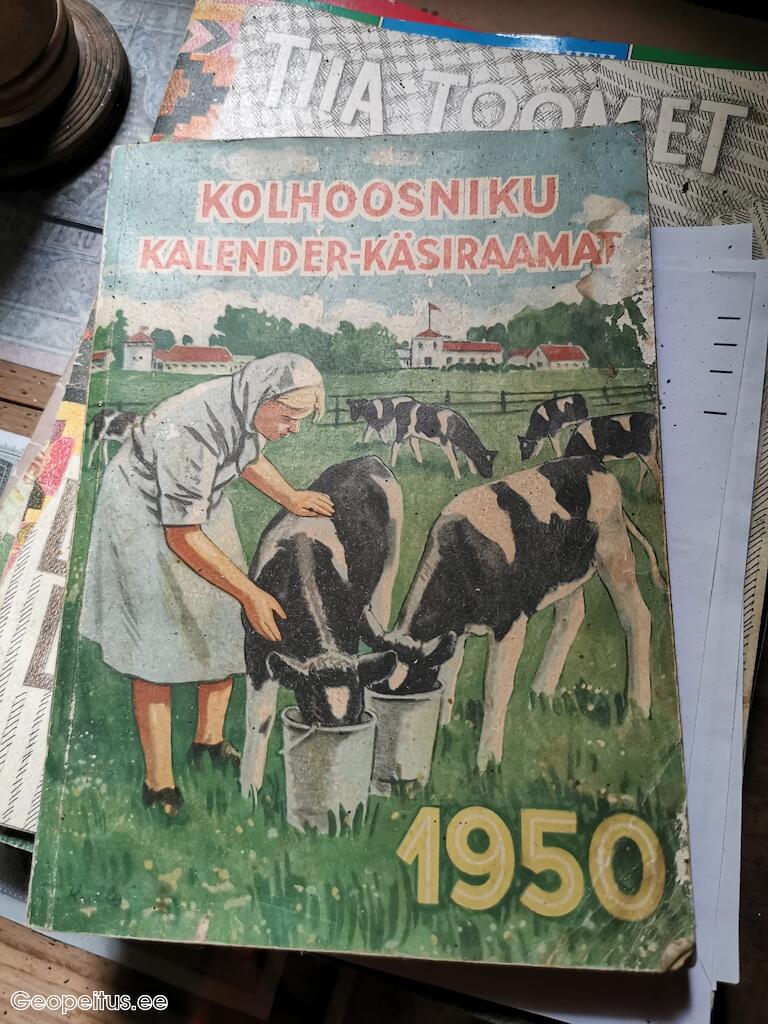 TIIA TOOMET
KOLHOOSNIKU
KALENDER-KÄSIRAAMAT
1950
Geopeitus.ee